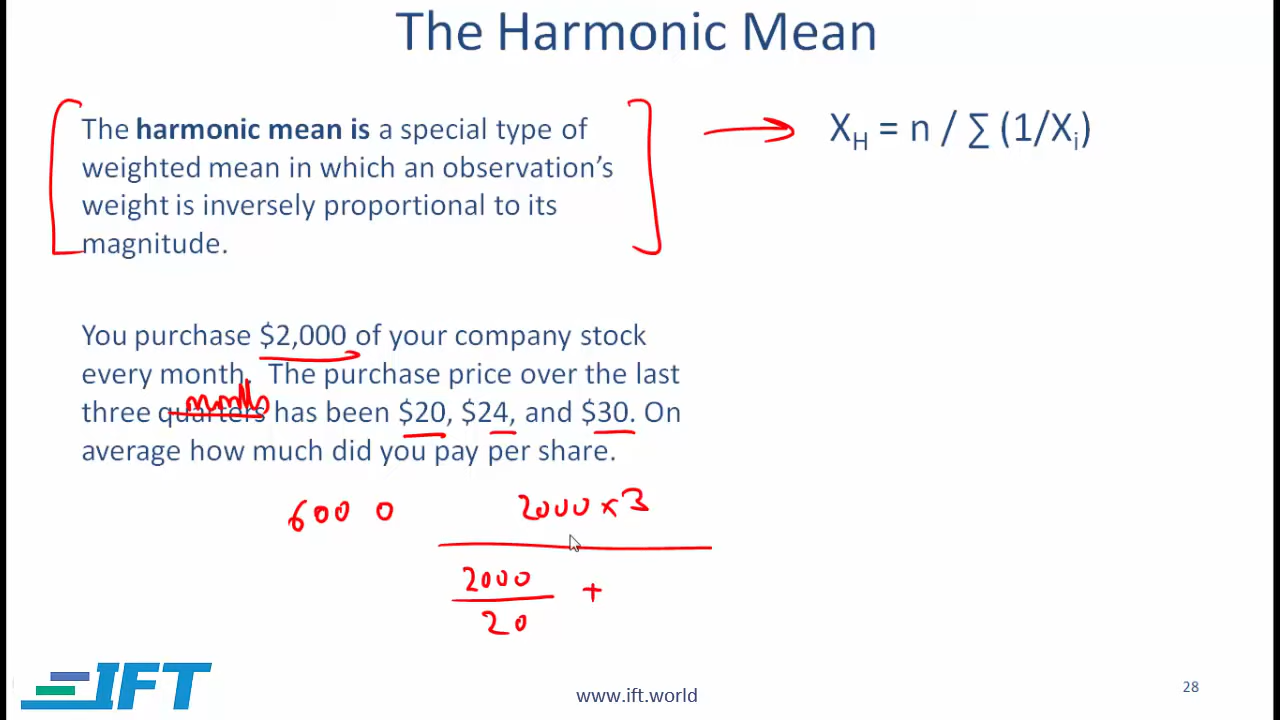 The Harmonic Mean
The harmonic mean is a special type of
weighted mean in which an observation's
weight is inversely proportional to its
magnitude.
X_H = n / ∑ (1/X_i)
You purchase $2,000 of your company stock
every month. The purchase price over the last
months
three quarters has been $20, $24, and $30. On
average how much did you pay per share.
6000
2000 x 3
2000
+
20
IFT
www.ift.world
28